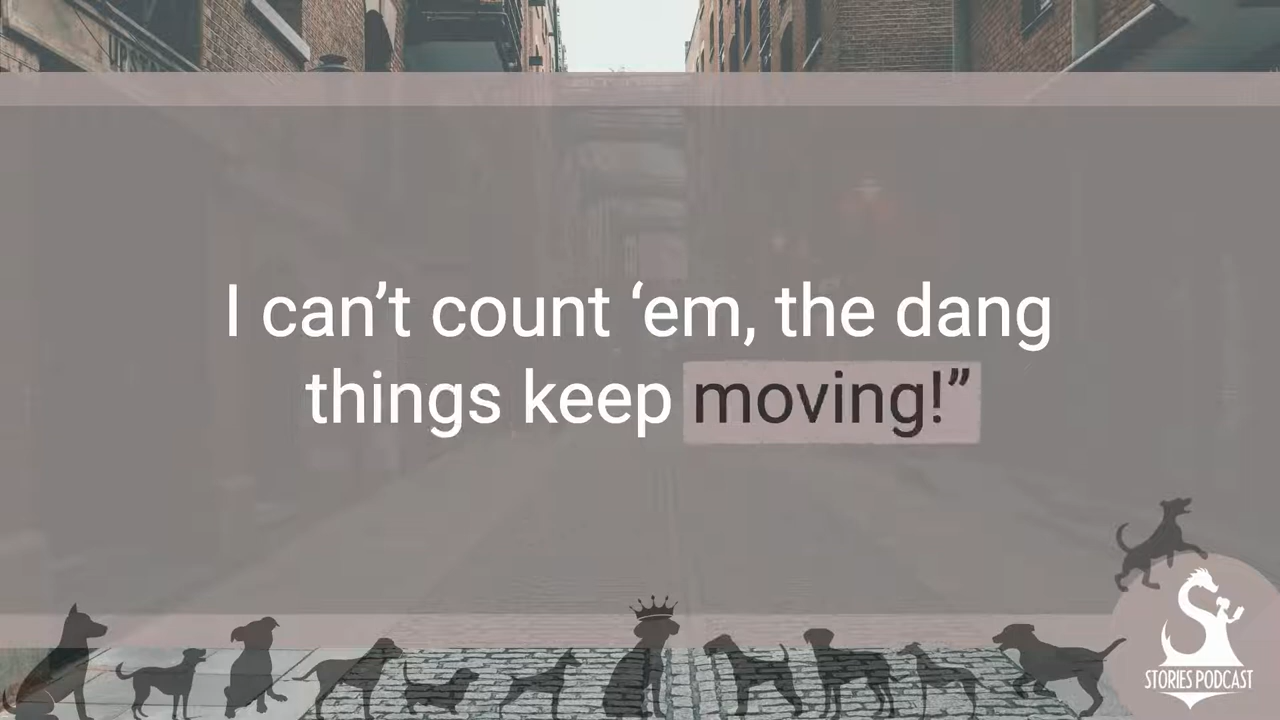 I can’t count ‘em, the dang
things keep moving!”
STORIES PODCAST